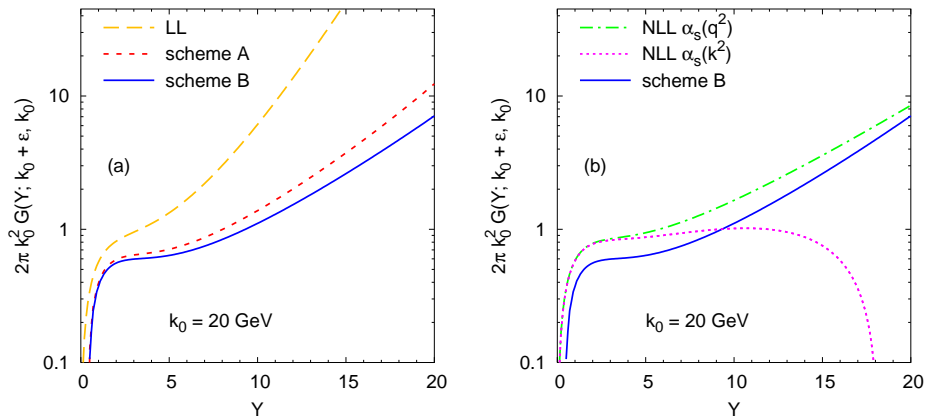 LL
scheme A
scheme B
(a)
k₀ = 20 GeV
2π k₀² G(Y; k₀ + ε, k₀)
10
1
0.1
0 5 10 15 20
Y
NLL αₛ(q²)
NLL αₛ(k²)
scheme B
(b)
k₀ = 20 GeV
2π k₀² G(Y; k₀ + ε, k₀)
10
1
0.1
0 5 10 15 20
Y